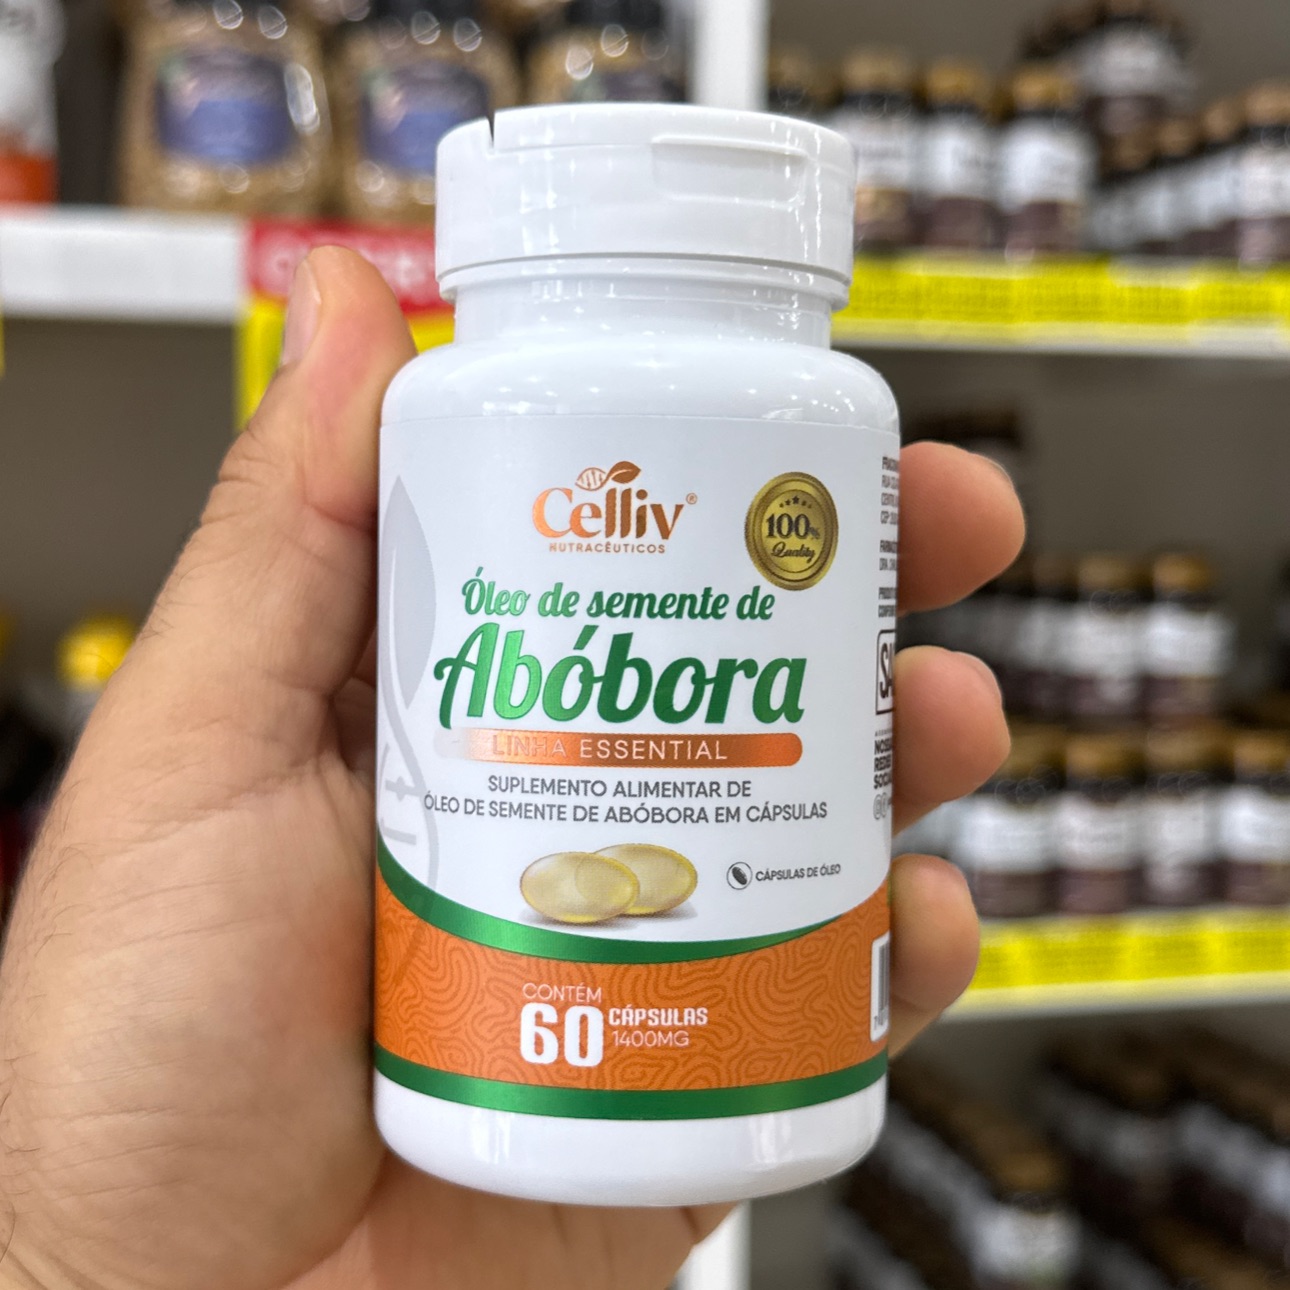 Celliv®
NUTRACÊUTICOS
100%
Quality
Óleo de semente de
Abóbora
LINHA ESSENTIAL
SUPLEMENTO ALIMENTAR DE
ÓLEO DE SEMENTE DE ABÓBORA EM CÁPSULAS
CÁPSULAS DE ÓLEO
CONTÉM
60 CÁPSULAS
1400MG